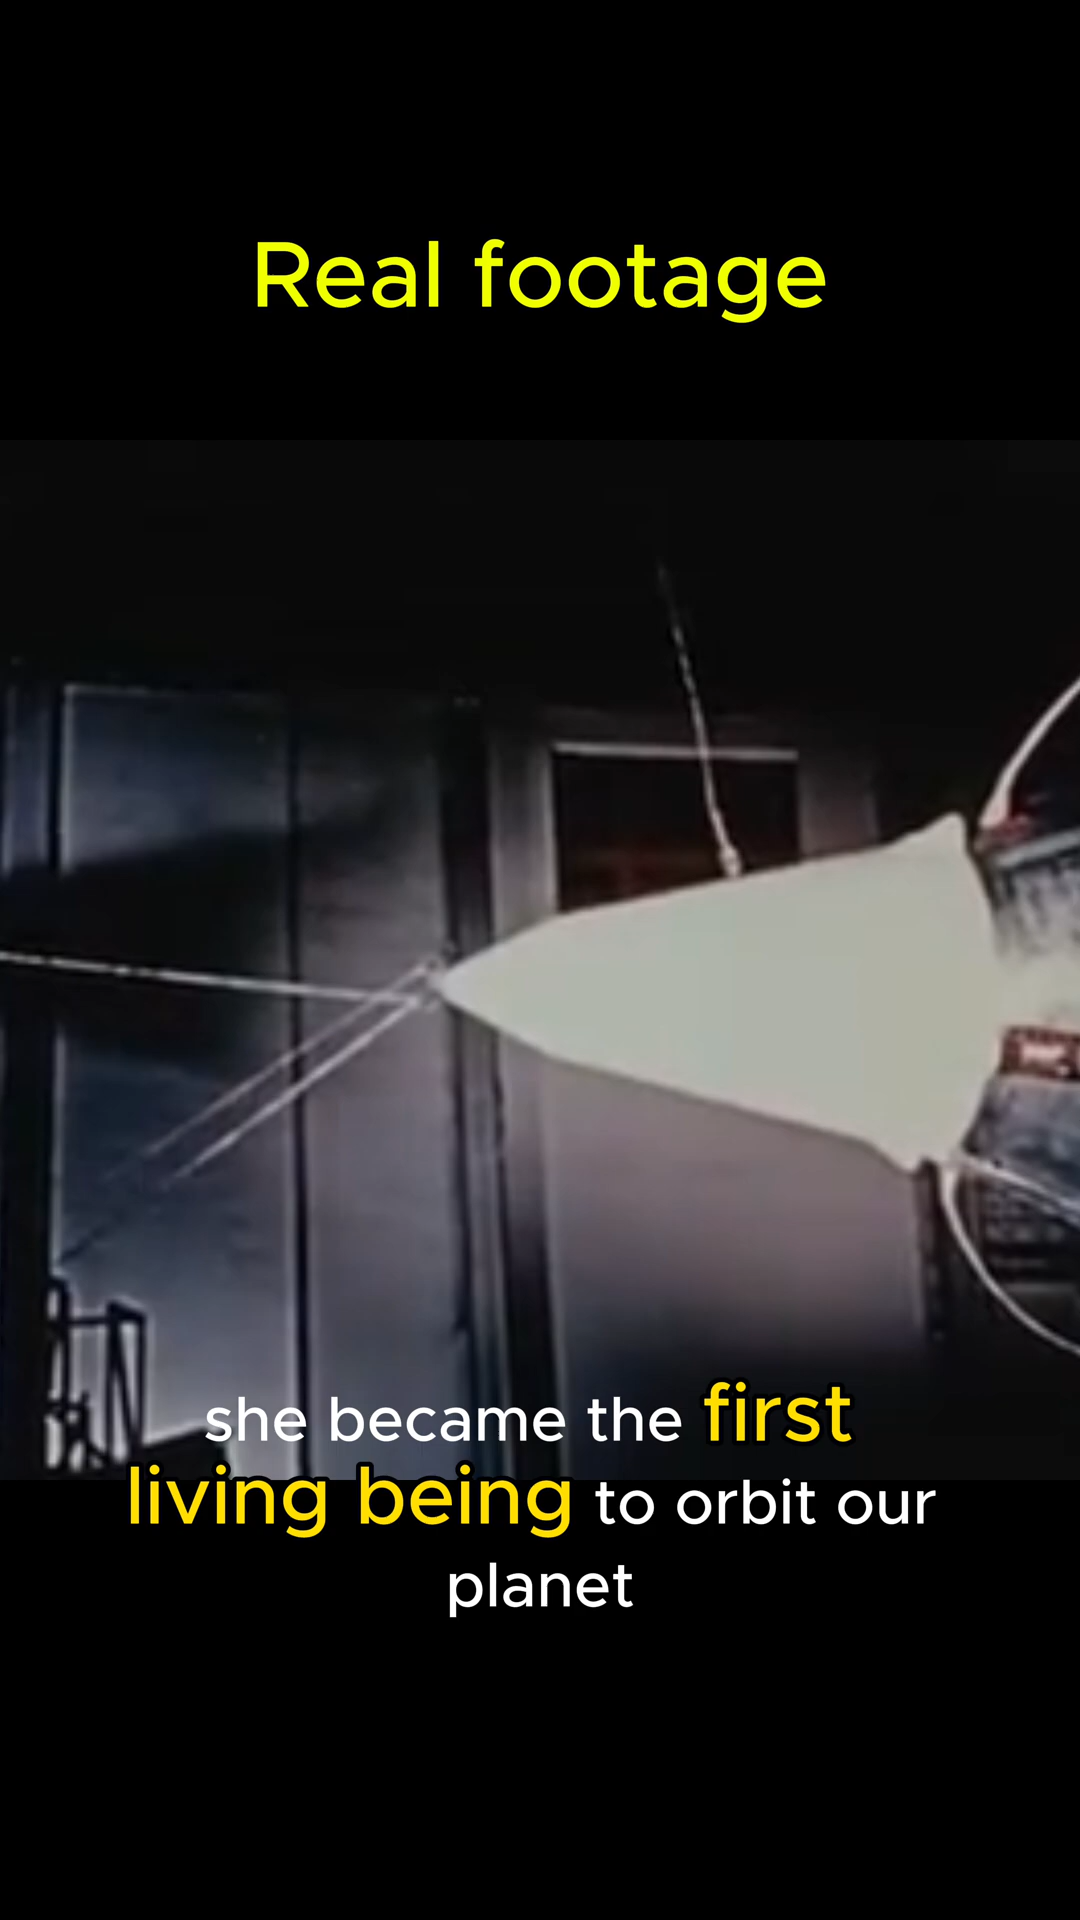 Real footage
she became the first
living being to orbit our
planet